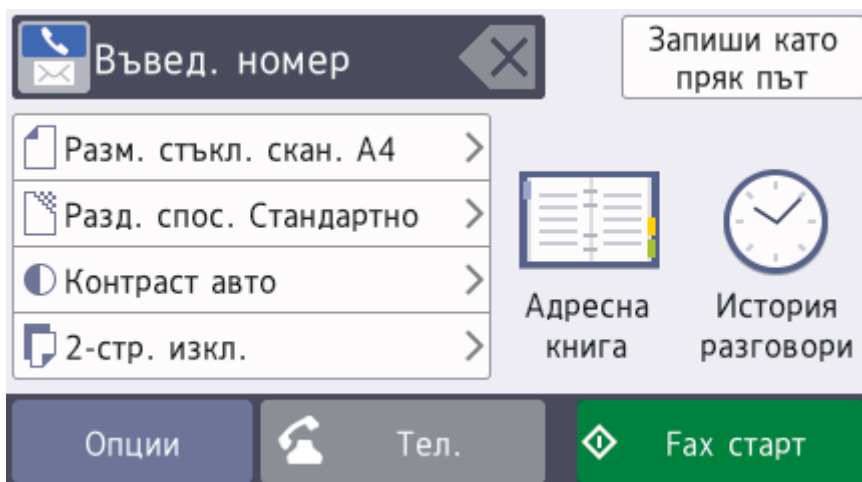 Въвед. номер
Запиши като
пряк път
Разм. стъкл. скан. A4
Разд. спос. Стандартно
Контраст авто
2-стр. изкл.
Адресна
книга
История
разговори
Опции
Тел.
Fax старт